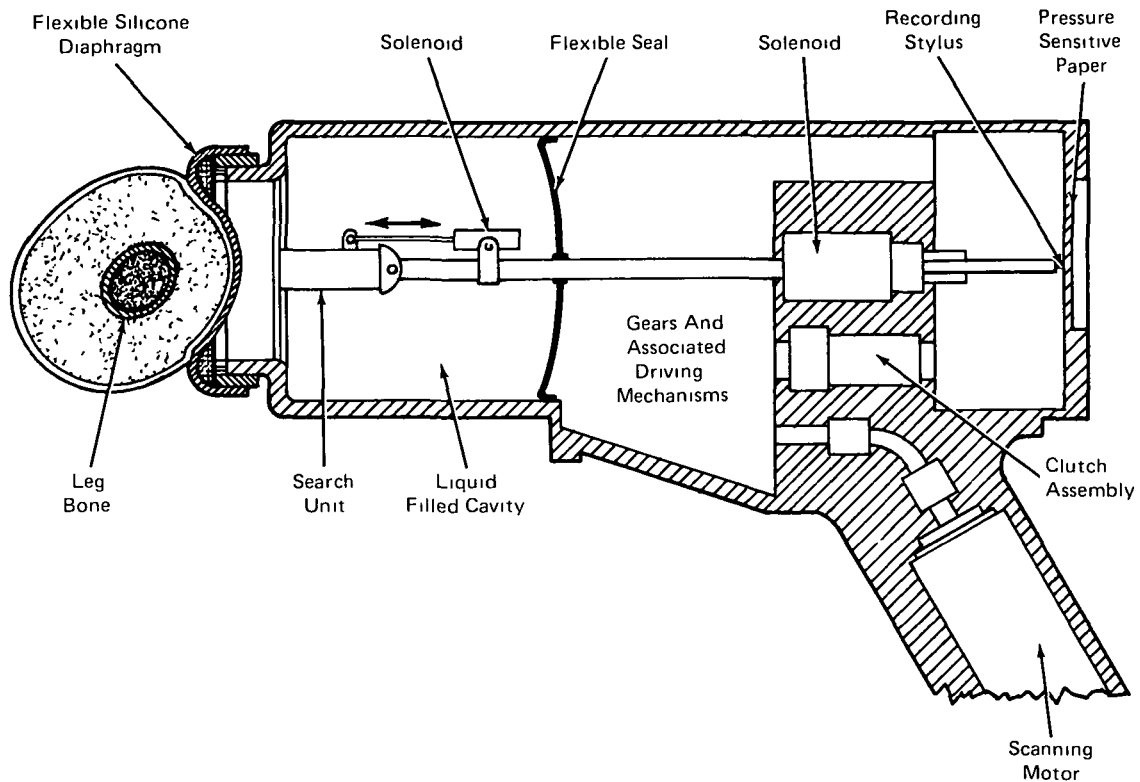 Flexible Silicone
Diaphragm
Solenoid
Flexible Seal
Solenoid
Recording
Stylus
Pressure
Sensitive
Paper
Gears And
Associated
Driving
Mechanisms
Leg
Bone
Search
Unit
Liquid
Filled Cavity
Clutch
Assembly
Scanning
Motor